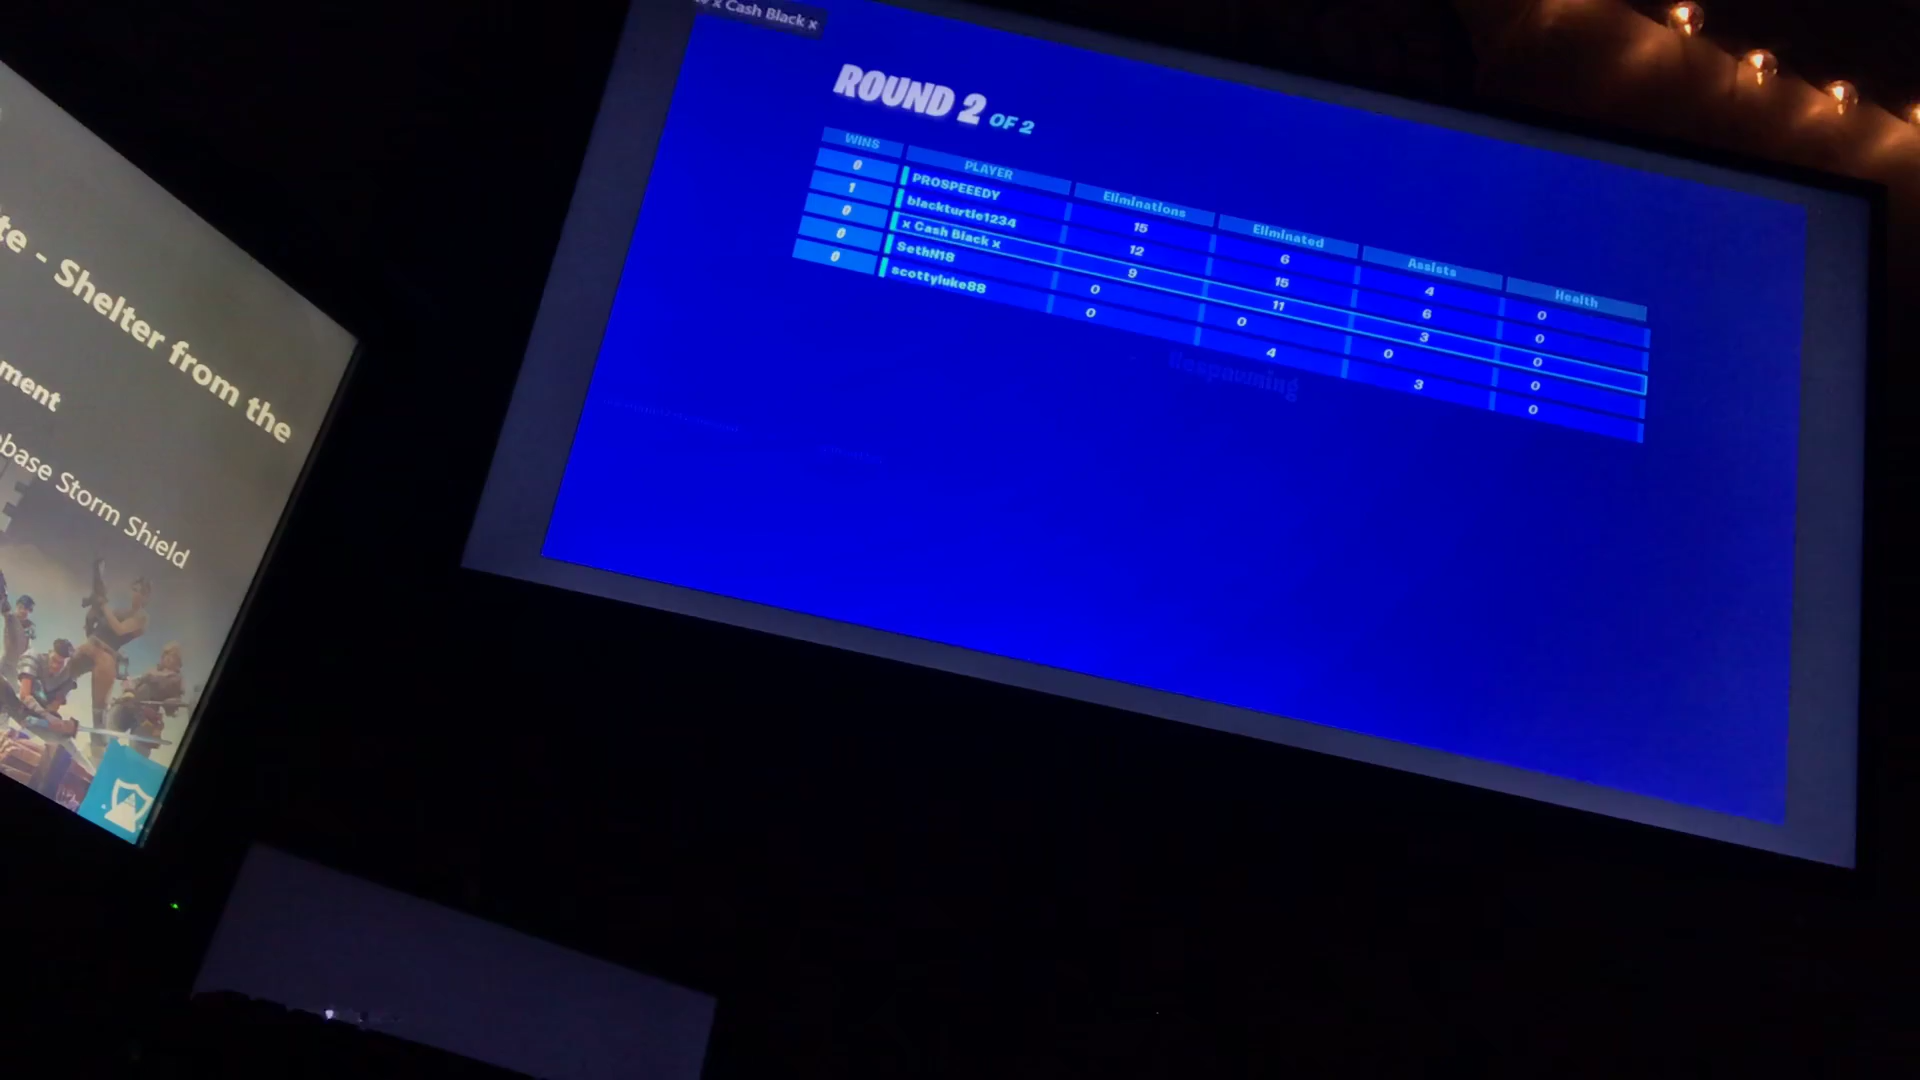 x Cash Black x
ROUND 2 OF 2
WINS PLAYER Eliminations Eliminated Assists Health
0 PROSPEEEDY 15 6 4 0
1 blackturtle1234 12 15 6 0
0 x Cash Black x 9 11 3 0
0 SethN18 0 0 0 0
0 scottyluke88 0 4 3 0
Respawning
te - Shelter from the
ment
base Storm Shield